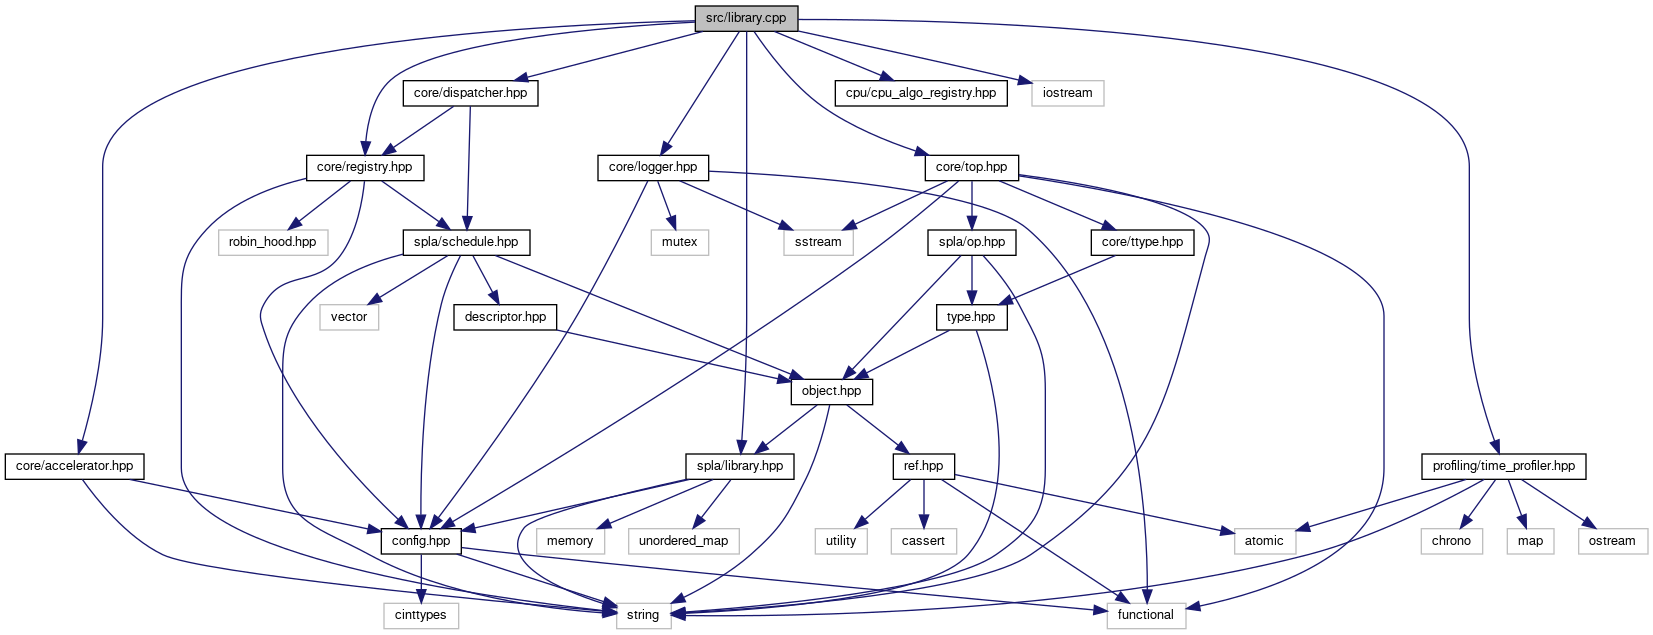 src/library.cpp
core/dispatcher.hpp
cpu/cpu_algo_registry.hpp
iostream
core/registry.hpp
core/logger.hpp
core/top.hpp
robin_hood.hpp
spla/schedule.hpp
mutex
sstream
spla/op.hpp
core/ttype.hpp
vector
descriptor.hpp
type.hpp
object.hpp
core/accelerator.hpp
spla/library.hpp
ref.hpp
profiling/time_profiler.hpp
config.hpp
memory
unordered_map
utility
cassert
atomic
chrono
map
ostream
cinttypes
string
functional